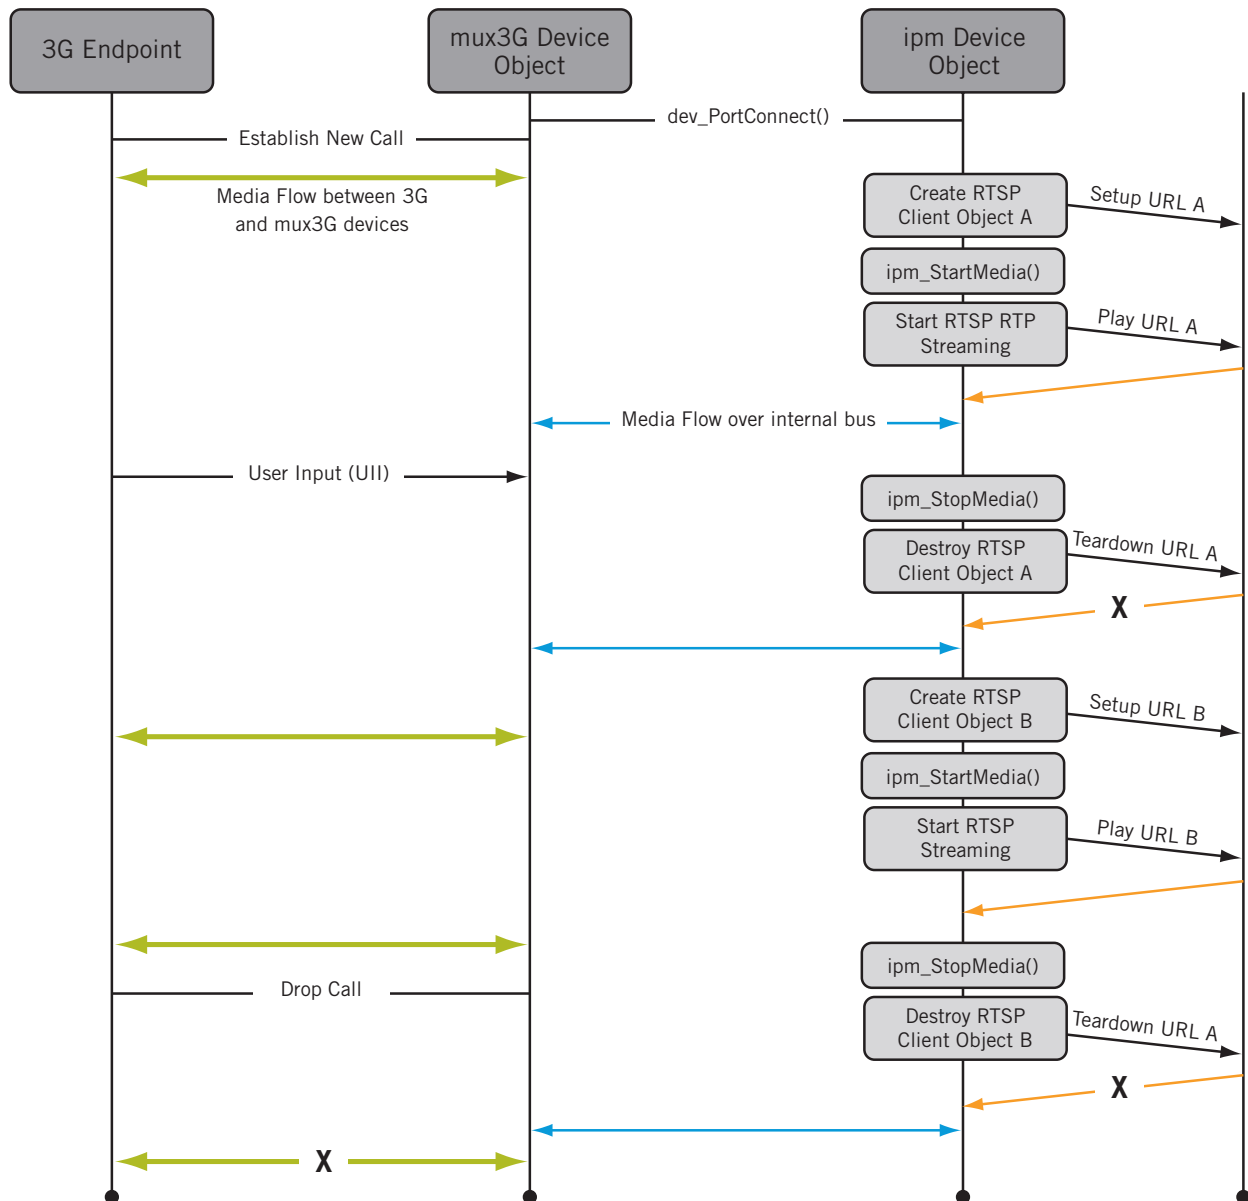 3G Endpoint
mux3G Device
Object
ipm Device
Object
dev_PortConnect()
Establish New Call
Media Flow between 3G
and mux3G devices
Create RTSP
Client Object A
Setup URL A
ipm_StartMedia()
Start RTSP RTP
Streaming
Play URL A
Media Flow over internal bus
User Input (UII)
ipm_StopMedia()
Destroy RTSP
Client Object A
Teardown URL A
X
Create RTSP
Client Object B
Setup URL B
ipm_StartMedia()
Start RTSP
Streaming
Play URL B
ipm_StopMedia()
Drop Call
Destroy RTSP
Client Object B
Teardown URL A
X
X